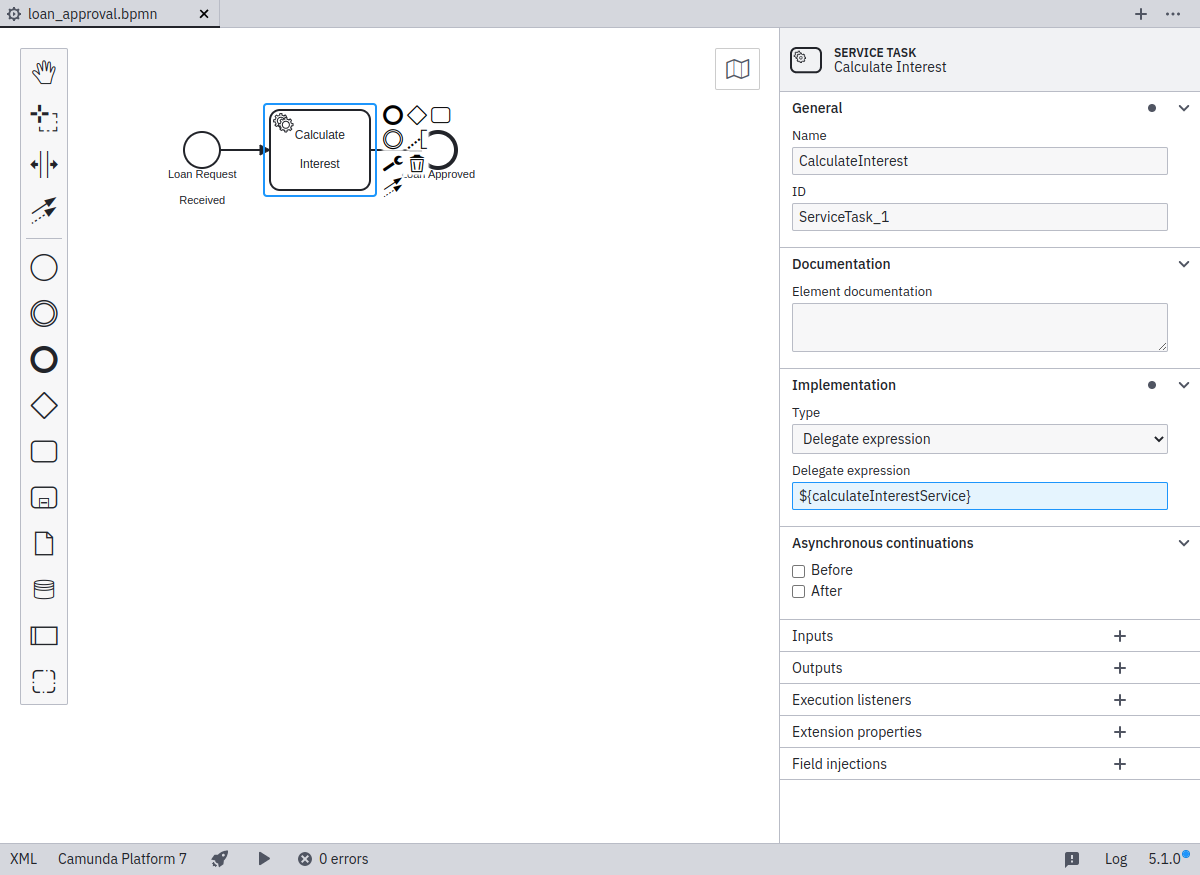 loan_approval.bpmn
Calculate
Interest
Loan Request
Received
Loan Approved
SERVICE TASK
Calculate Interest
General
Name
CalculateInterest
ID
ServiceTask_1
Documentation
Element documentation
Implementation
Type
Delegate expression
Delegate expression
${calculateInterestService}
Asynchronous continuations
Before
After
Inputs
Outputs
Execution listeners
Extension properties
Field injections
XML Camunda Platform 7 0 errors Log 5.1.0